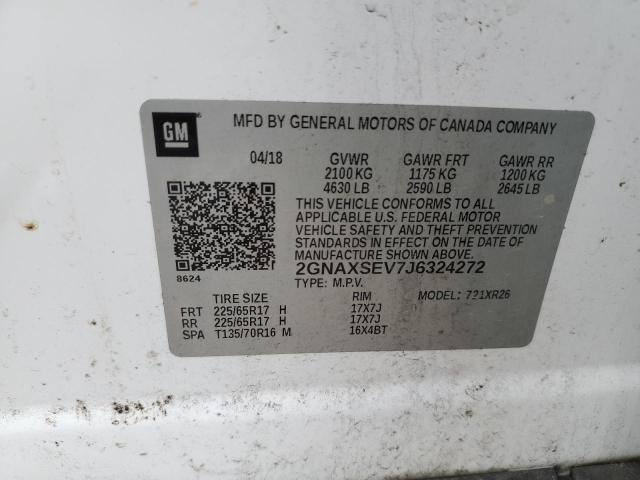 GM
MFD BY GENERAL MOTORS OF CANADA COMPANY
04/18 GVWR GAWR FRT GAWR RR
2100 KG 1175 KG 1200 KG
4630 LB 2590 LB 2645 LB
THIS VEHICLE CONFORMS TO ALL
APPLICABLE U.S. FEDERAL MOTOR
VEHICLE SAFETY AND THEFT PREVENTION
STANDARDS IN EFFECT ON THE DATE OF
MANUFACTURE SHOWN ABOVE.
8624 2GNAXSEV7J6324272
TYPE: M.P.V.
TIRE SIZE RIM MODEL: 721XR26
FRT 225/65R17 H 17X7J
RR 225/65R17 H 17X7J
SPA T135/70R16 M 16X4BT